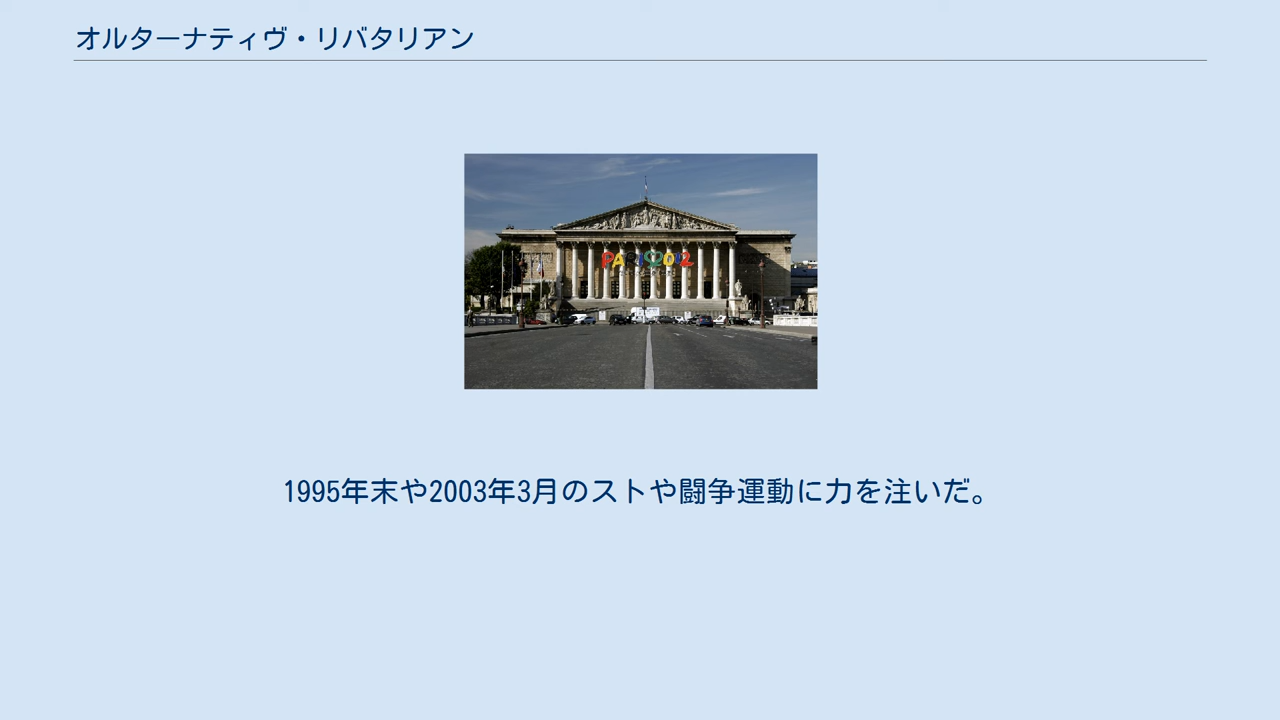 オルターナティヴ・リバタリアン
PARIS2012
1995年末や2003年3月のストや闘争運動に力を注いだ。